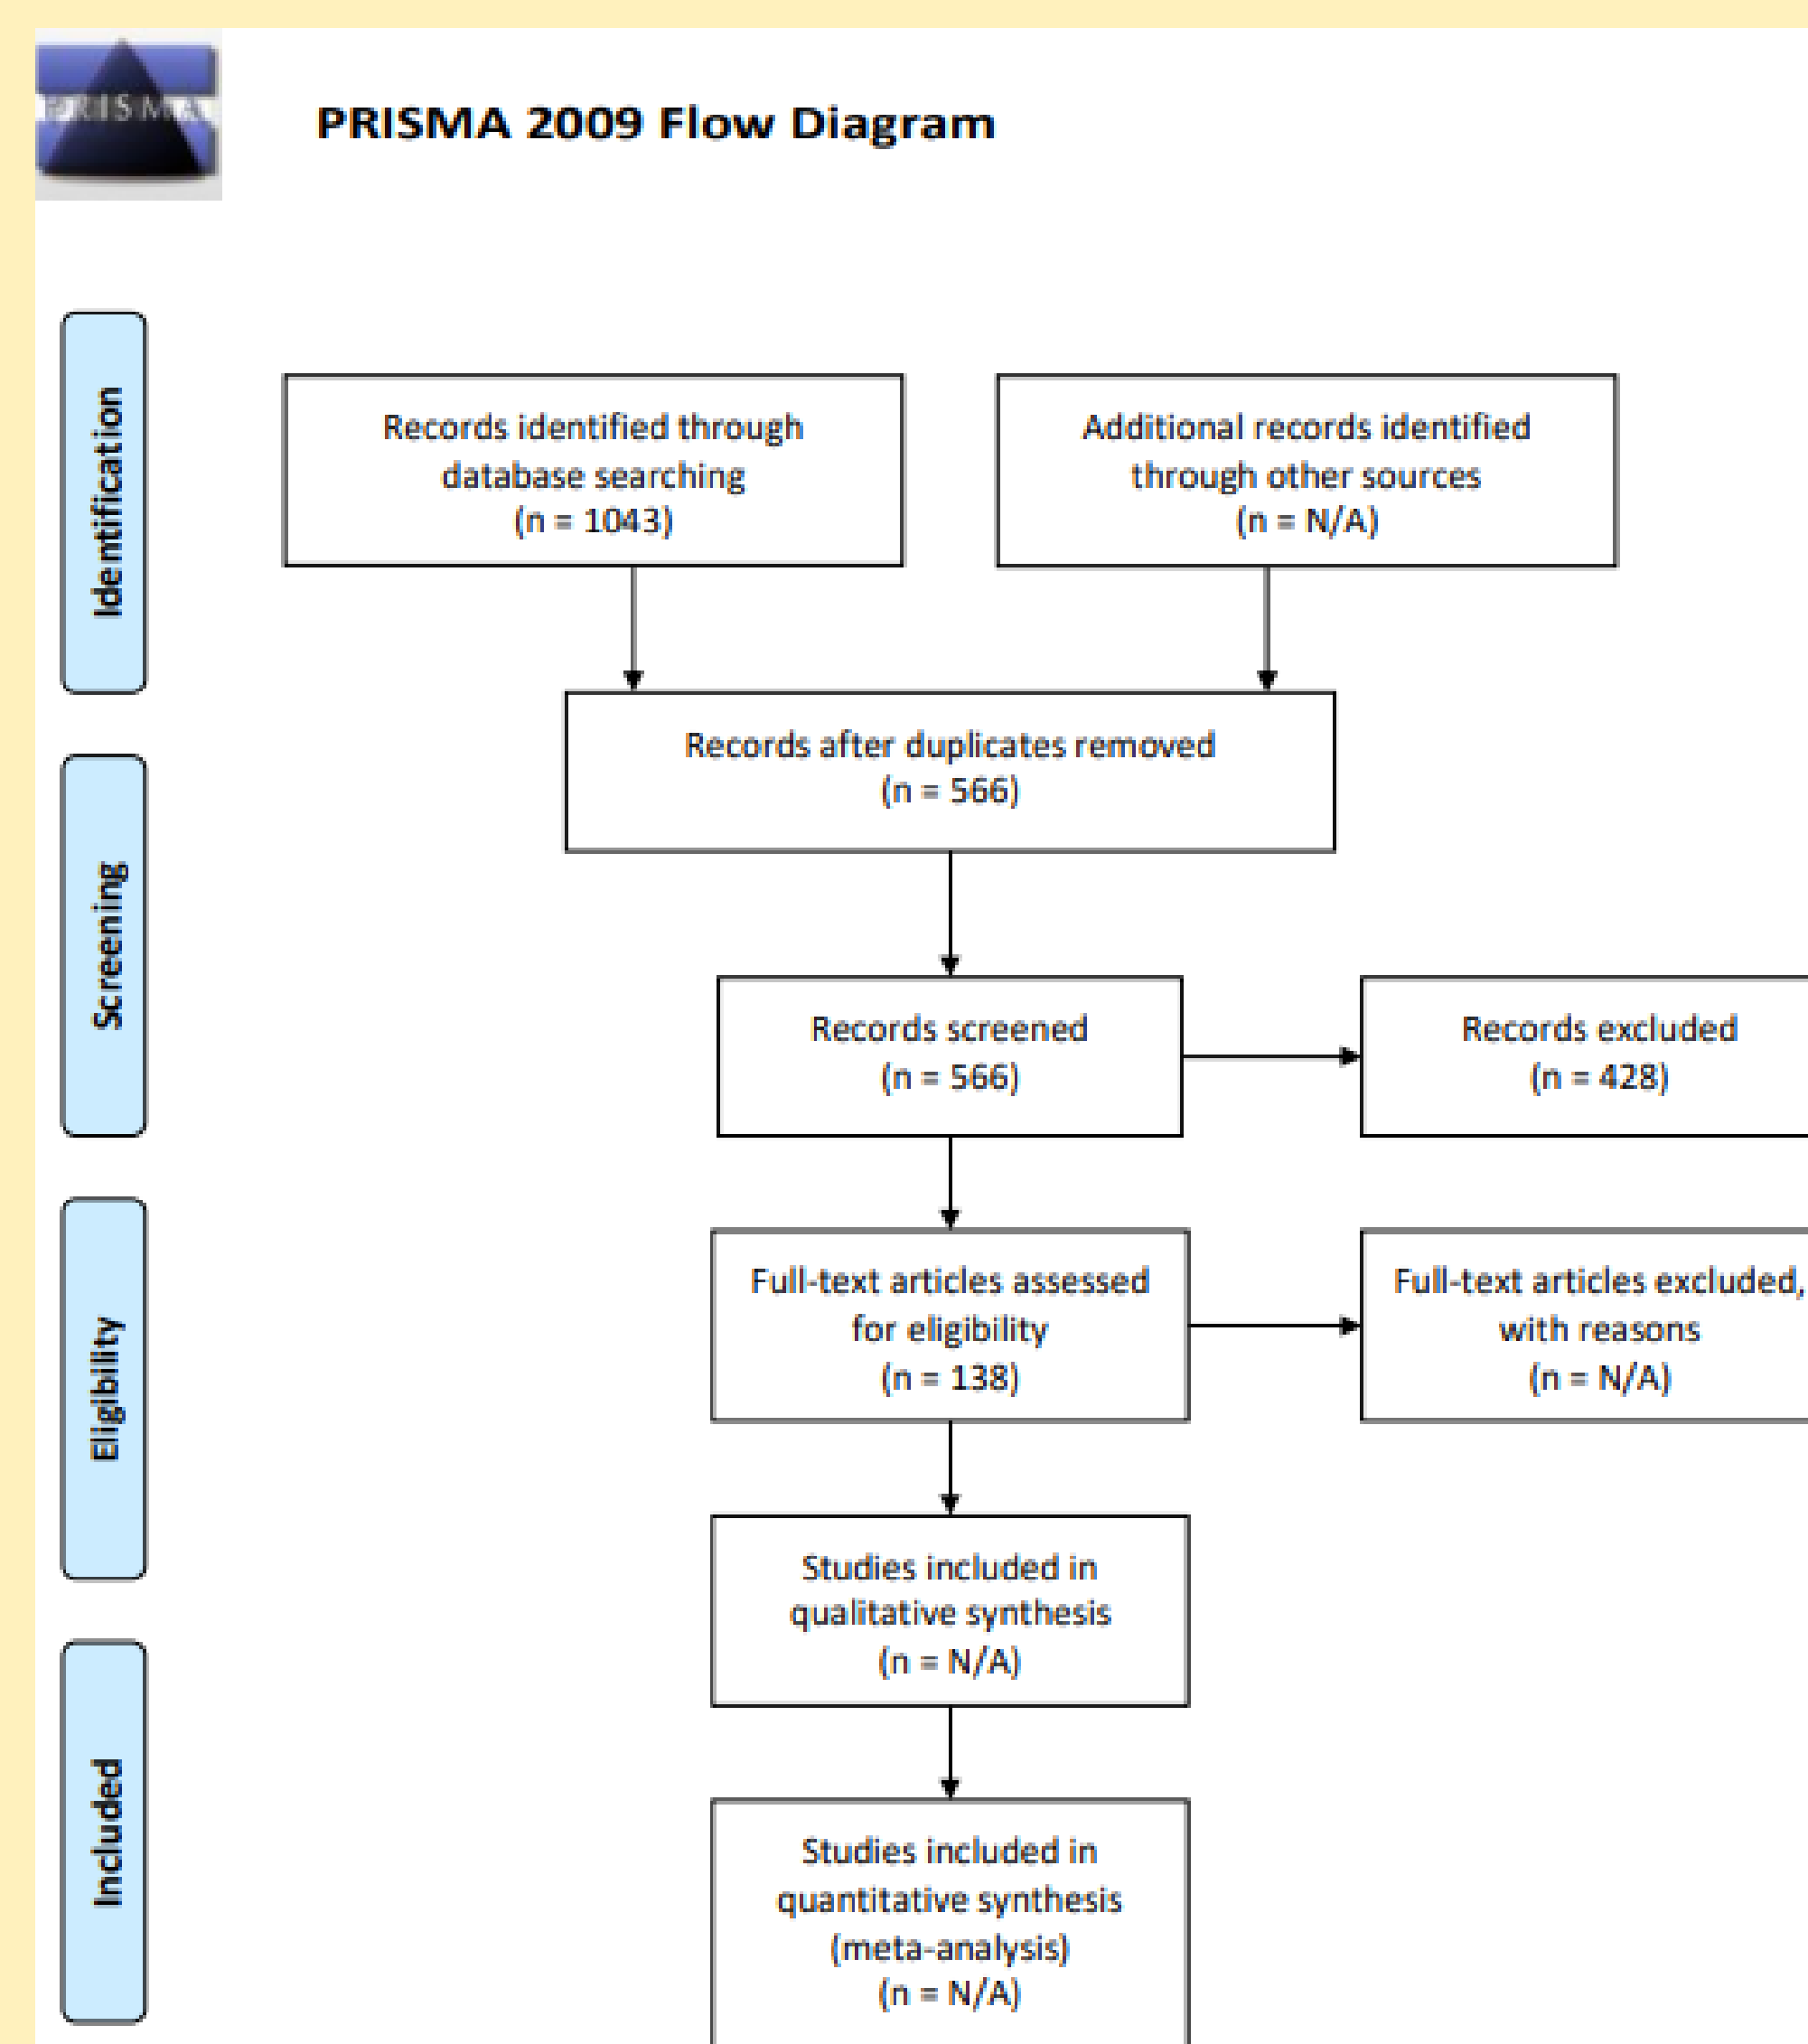 PRISMA
PRISMA 2009 Flow Diagram
Identification
Records identified through
database searching
(n = 1043)
Additional records identified
through other sources
(n = N/A)
Records after duplicates removed
(n = 566)
Screening
Records screened
(n = 566)
Records excluded
(n = 428)
Eligibility
Full-text articles assessed
for eligibility
(n = 138)
Full-text articles excluded,
with reasons
(n = N/A)
Studies included in
qualitative synthesis
(n = N/A)
Included
Studies included in
quantitative synthesis
(meta-analysis)
(n = N/A)